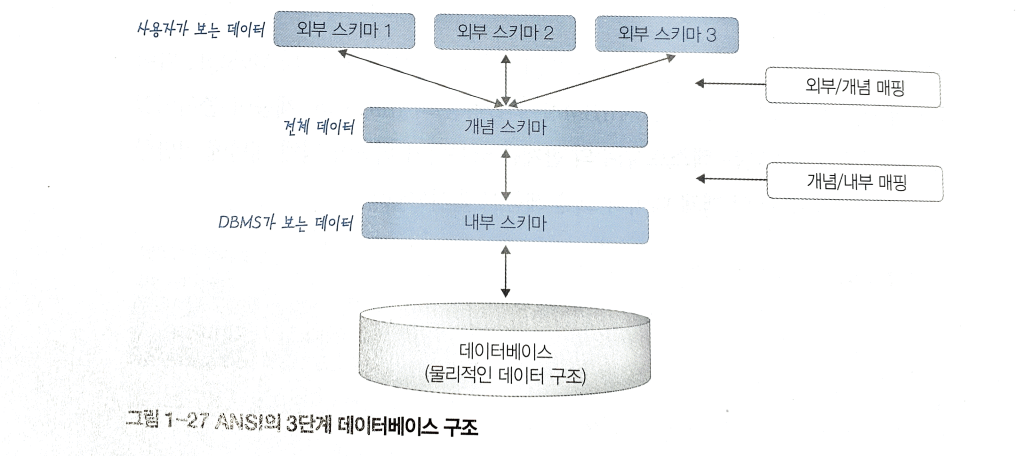 사용자가 보는 데이터
외부 스키마 1
외부 스키마 2
외부 스키마 3
외부/개념 매핑
전체 데이터
개념 스키마
개념/내부 매핑
DBMS가 보는 데이터
내부 스키마
데이터베이스
(물리적인 데이터 구조)
그림 1-27 ANSI의 3단계 데이터베이스 구조